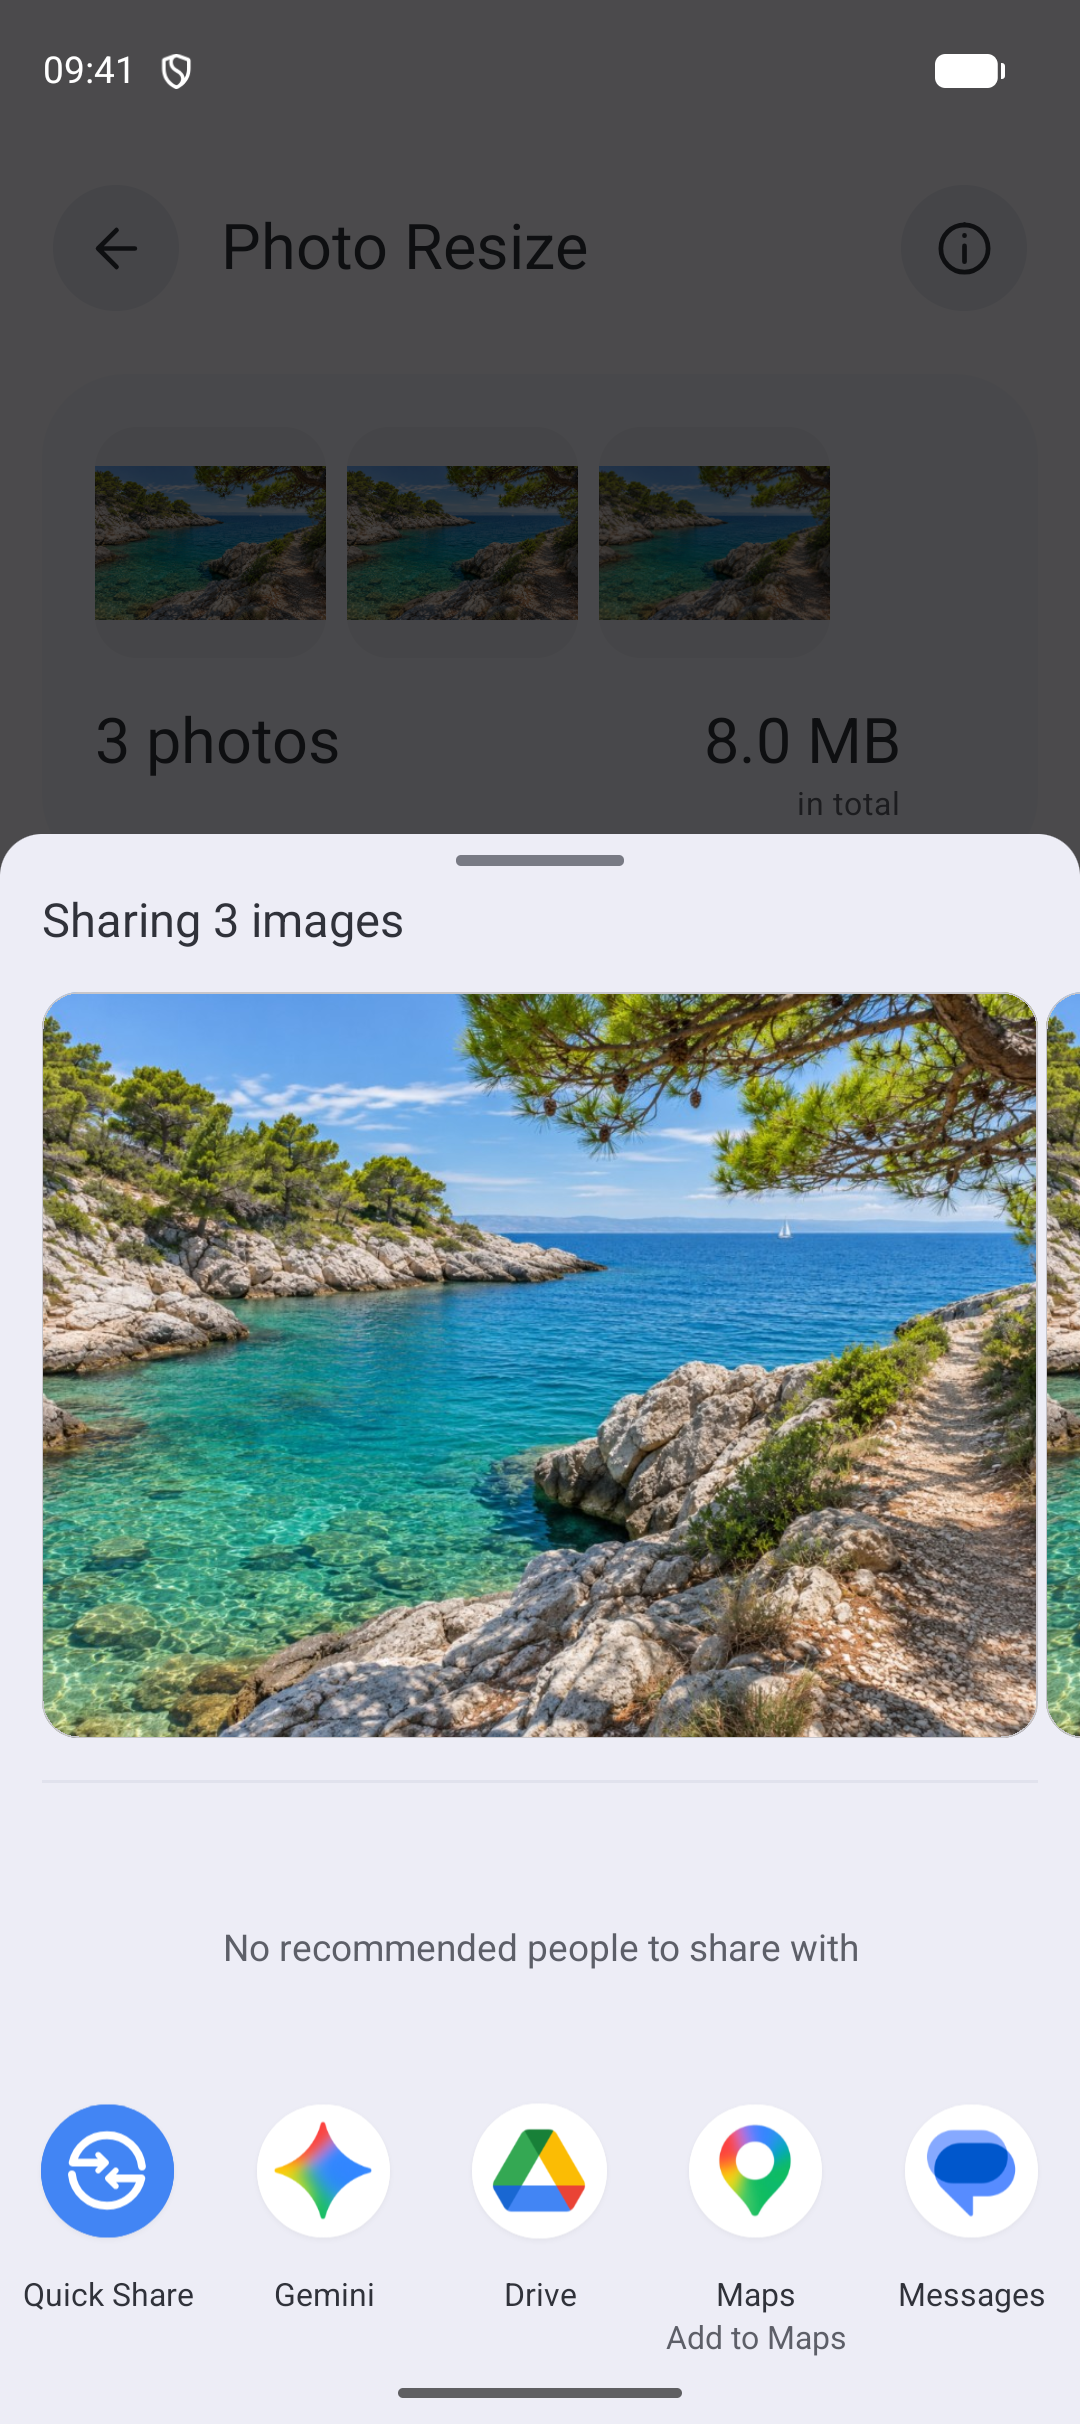 09:41
Photo Resize
3 photos
8.0 MB
in total
Sharing 3 images
No recommended people to share with
Quick Share
Gemini
Drive
Maps
Add to Maps
Messages